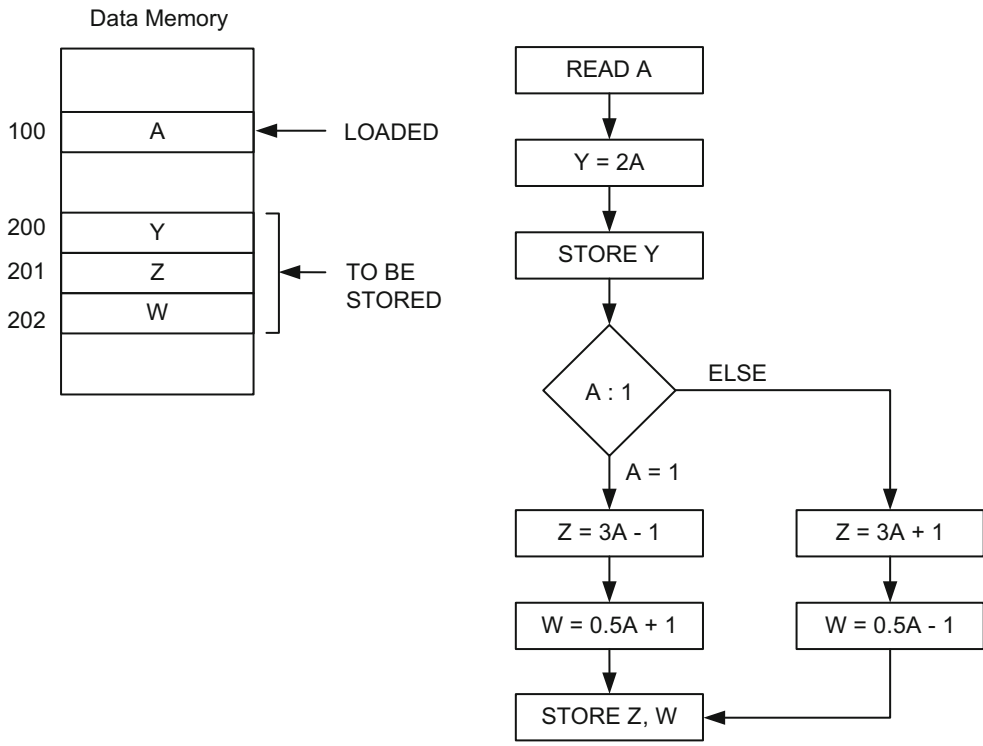 Data Memory
100
A
LOADED
200
Y
201
Z
TO BE
STORED
202
W
READ A
Y = 2A
STORE Y
A : 1
ELSE
A = 1
Z = 3A - 1
Z = 3A + 1
W = 0.5A + 1
W = 0.5A - 1
STORE Z, W